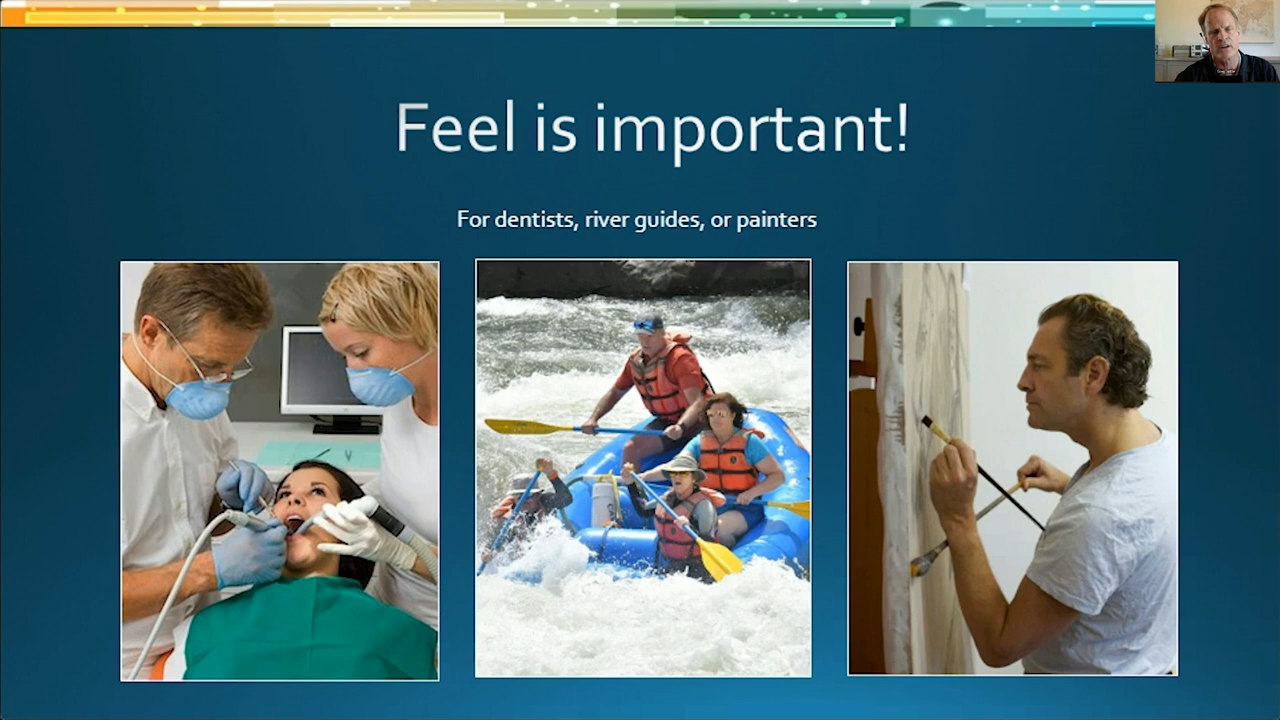 Feel is important!
For dentists, river guides, or painters